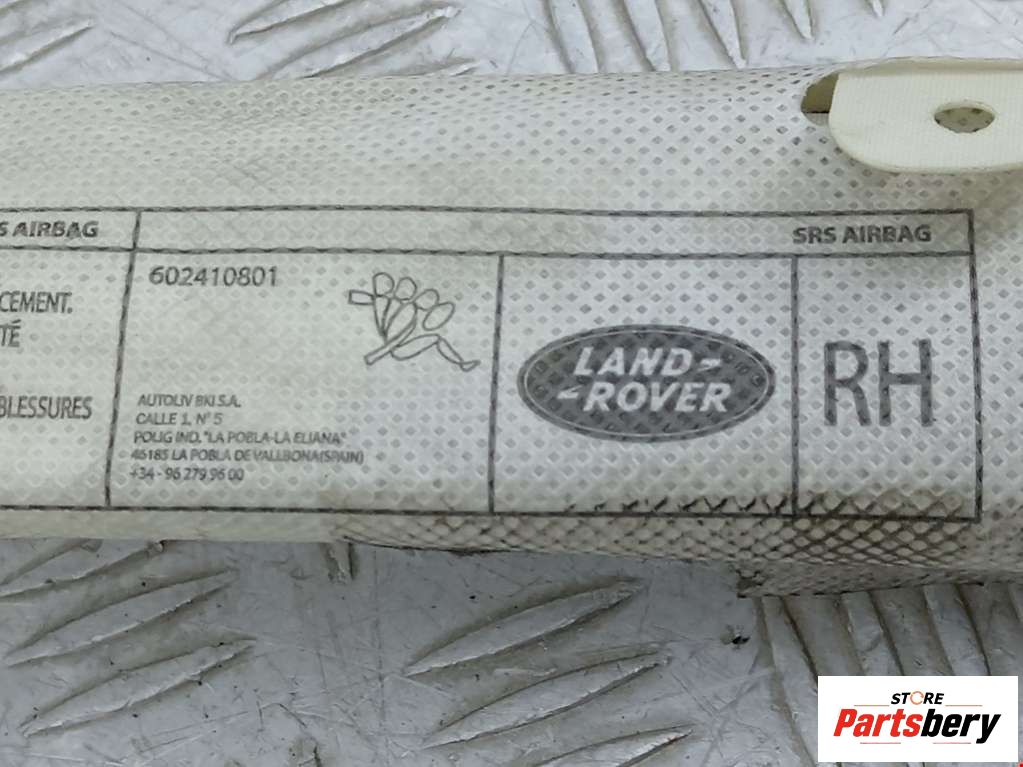 S AIRBAG
SRS AIRBAG
CEMENT.
TÉ
BLESSURES
602410801
AUTOLIV BKI S.A.
CALLE 1, Nº 5
POLIG IND. "LA POBLA-LA ELIANA"
46185 LA POBLA DE VALLBONA(SPAIN)
+34 - 96 279 96 00
LAND-
-ROVER
RH
STORE
Partsbery